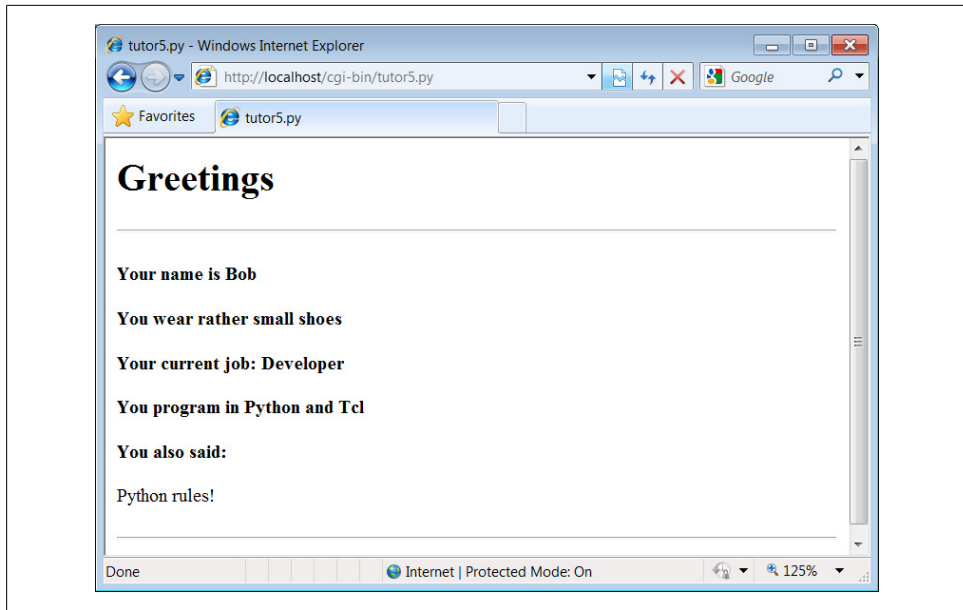 tutor5.py - Windows Internet Explorer
http://localhost/cgi-bin/tutor5.py
Google
Favorites
tutor5.py
Greetings
Your name is Bob
You wear rather small shoes
Your current job: Developer
You program in Python and Tcl
You also said:
Python rules!
Done
Internet | Protected Mode: On
125%